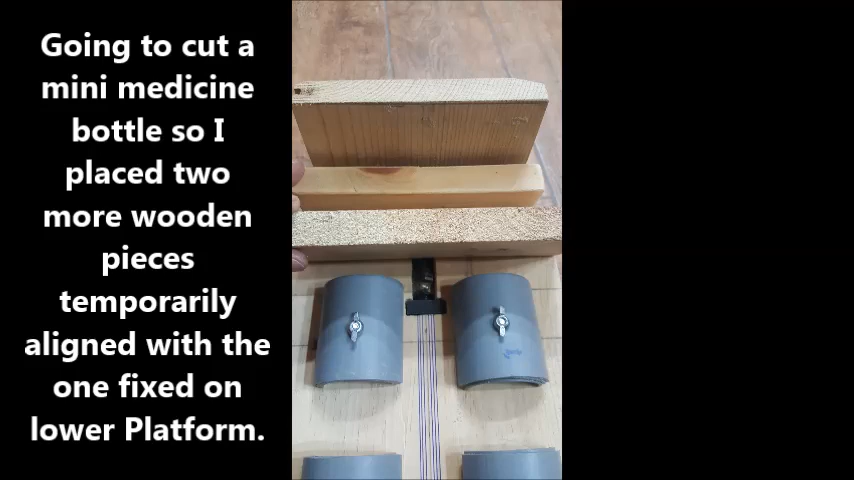 Going to cut a
mini medicine
bottle so I
placed two
more wooden
pieces
temporarily
aligned with the
one fixed on
lower Platform.